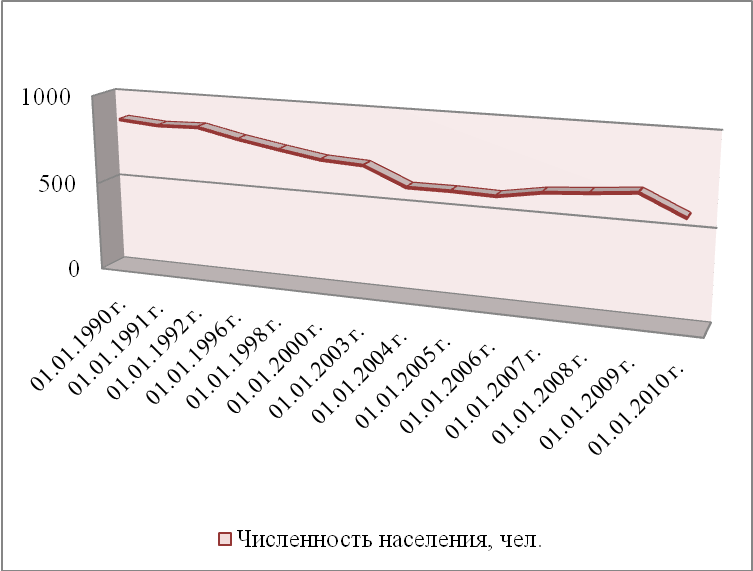 1000
500
0
01.01.1990 г.
01.01.1991 г.
01.01.1992 г.
01.01.1996 г.
01.01.1998 г.
01.01.2000 г.
01.01.2003 г.
01.01.2004 г.
01.01.2005 г.
01.01.2006 г.
01.01.2007 г.
01.01.2008 г.
01.01.2009 г.
01.01.2010 г.
Численность населения, чел.